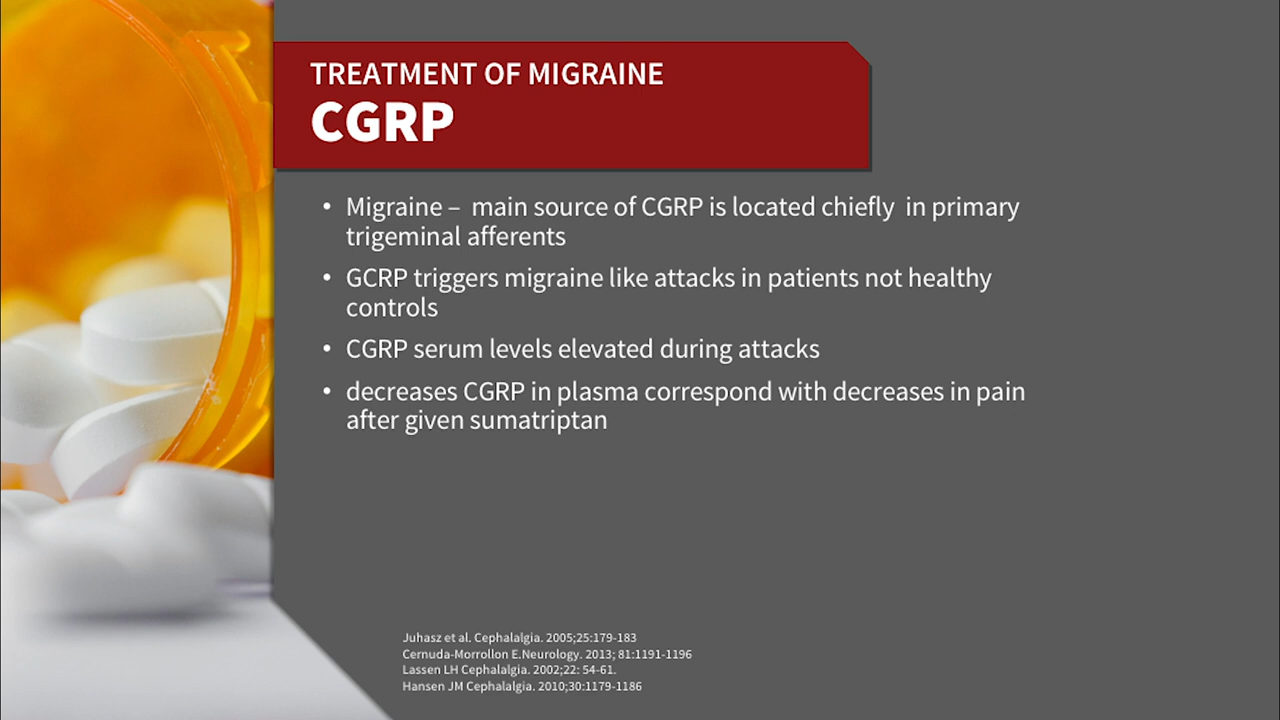 TREATMENT OF MIGRAINE
CGRP
• Migraine –  main source of CGRP is located chiefly  in primary
trigeminal afferents
• GCRP triggers migraine like attacks in patients not healthy
controls
• CGRP serum levels elevated during attacks
• decreases CGRP in plasma correspond with decreases in pain
after given sumatriptan
Juhasz et al. Cephalalgia. 2005;25:179-183
Cernuda-Morrollon E.Neurology. 2013; 81:1191-1196
Lassen LH Cephalalgia. 2002;22: 54-61.
Hansen JM Cephalalgia. 2010;30:1179-1186